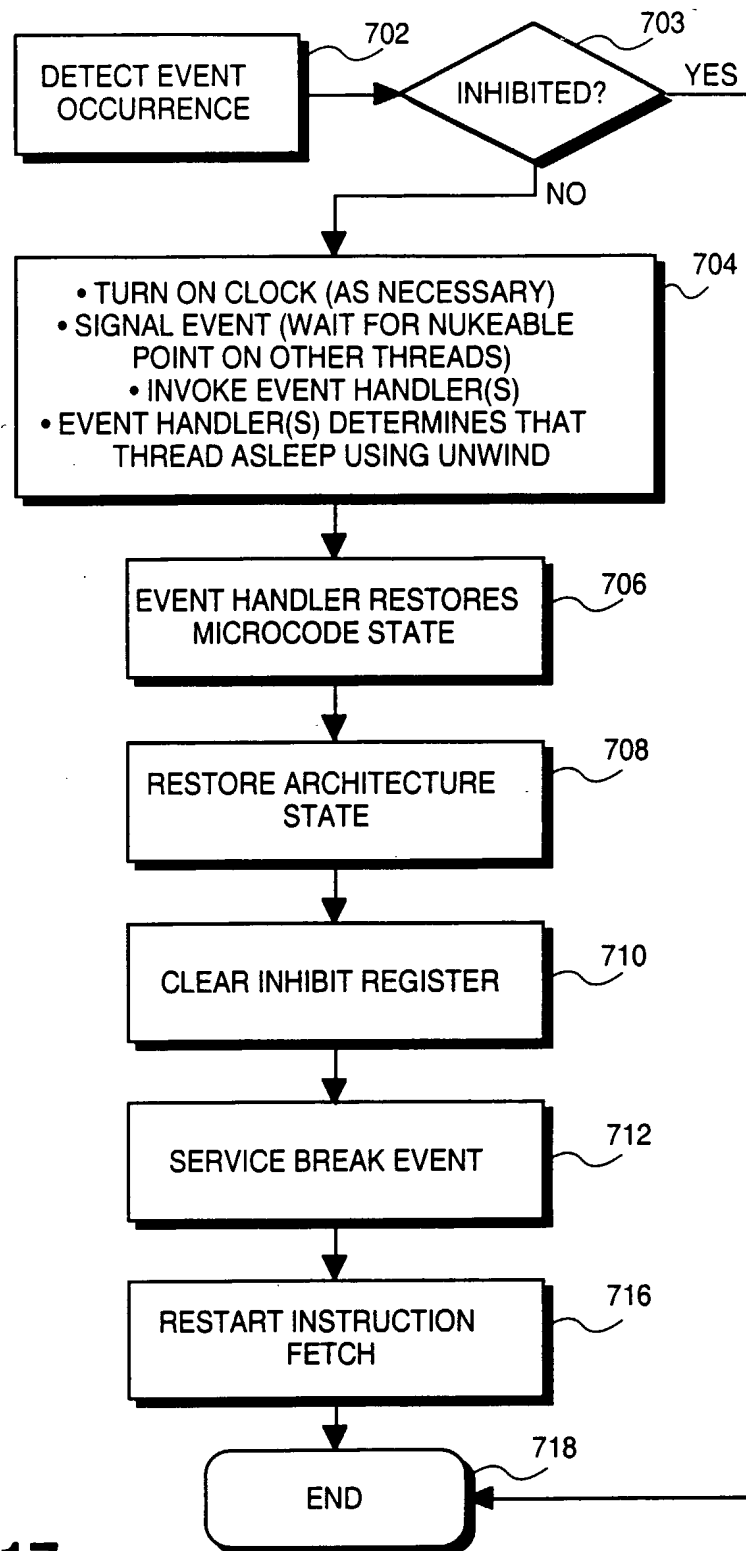 702
703
DETECT EVENT
OCCURRENCE
INHIBITED?
YES
NO
704
• TURN ON CLOCK (AS NECESSARY)
• SIGNAL EVENT (WAIT FOR NUKEABLE
POINT ON OTHER THREADS)
• INVOKE EVENT HANDLER(S)
• EVENT HANDLER(S) DETERMINES THAT
THREAD ASLEEP USING UNWIND
706
EVENT HANDLER RESTORES
MICROCODE STATE
708
RESTORE ARCHITECTURE
STATE
710
CLEAR INHIBIT REGISTER
712
SERVICE BREAK EVENT
716
RESTART INSTRUCTION
FETCH
718
END